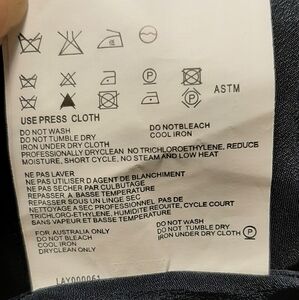 P
ASTM
P
USE PRESS CLOTH
DO NOT WASH
DO NOT TUMBLE DRY
DO NOTBLEACH
COOL IRON
IRON UNDER DRY CLOTH
PROFESSIONALLY DRYCLEAN NO TRICHLOROETHYLENE, REDUCE
MOISTURE, SHORT CYCLE, NO STEAM AND LOW HEAT
NE PAS LAVER
NE PAS UTILISER D'AGENT DE BLANCHIMENT
NE PAS SECHER PAR CULBUTAGE
REPASSER, A. BASSE TEMPERATURE
REPASSER SOUS UN LINGE SEC
NETTOYAGE A SEC PROFESSIONNEL, PAS DE
TRICHLORO-ETHYLENE, HUMIDITE REDUITE, CYCLE COURT
SANS VAPEUR ET BASSE TEMPERATURE
FOR AUSTRALIA ONLY
DO NOT BLEACH
COOL IRON
DRYCLEAN ONLY
DO NOT WASH
DO NOT TUMBLE DRY
IRON UNDER DRY CLOTH
LAY000061